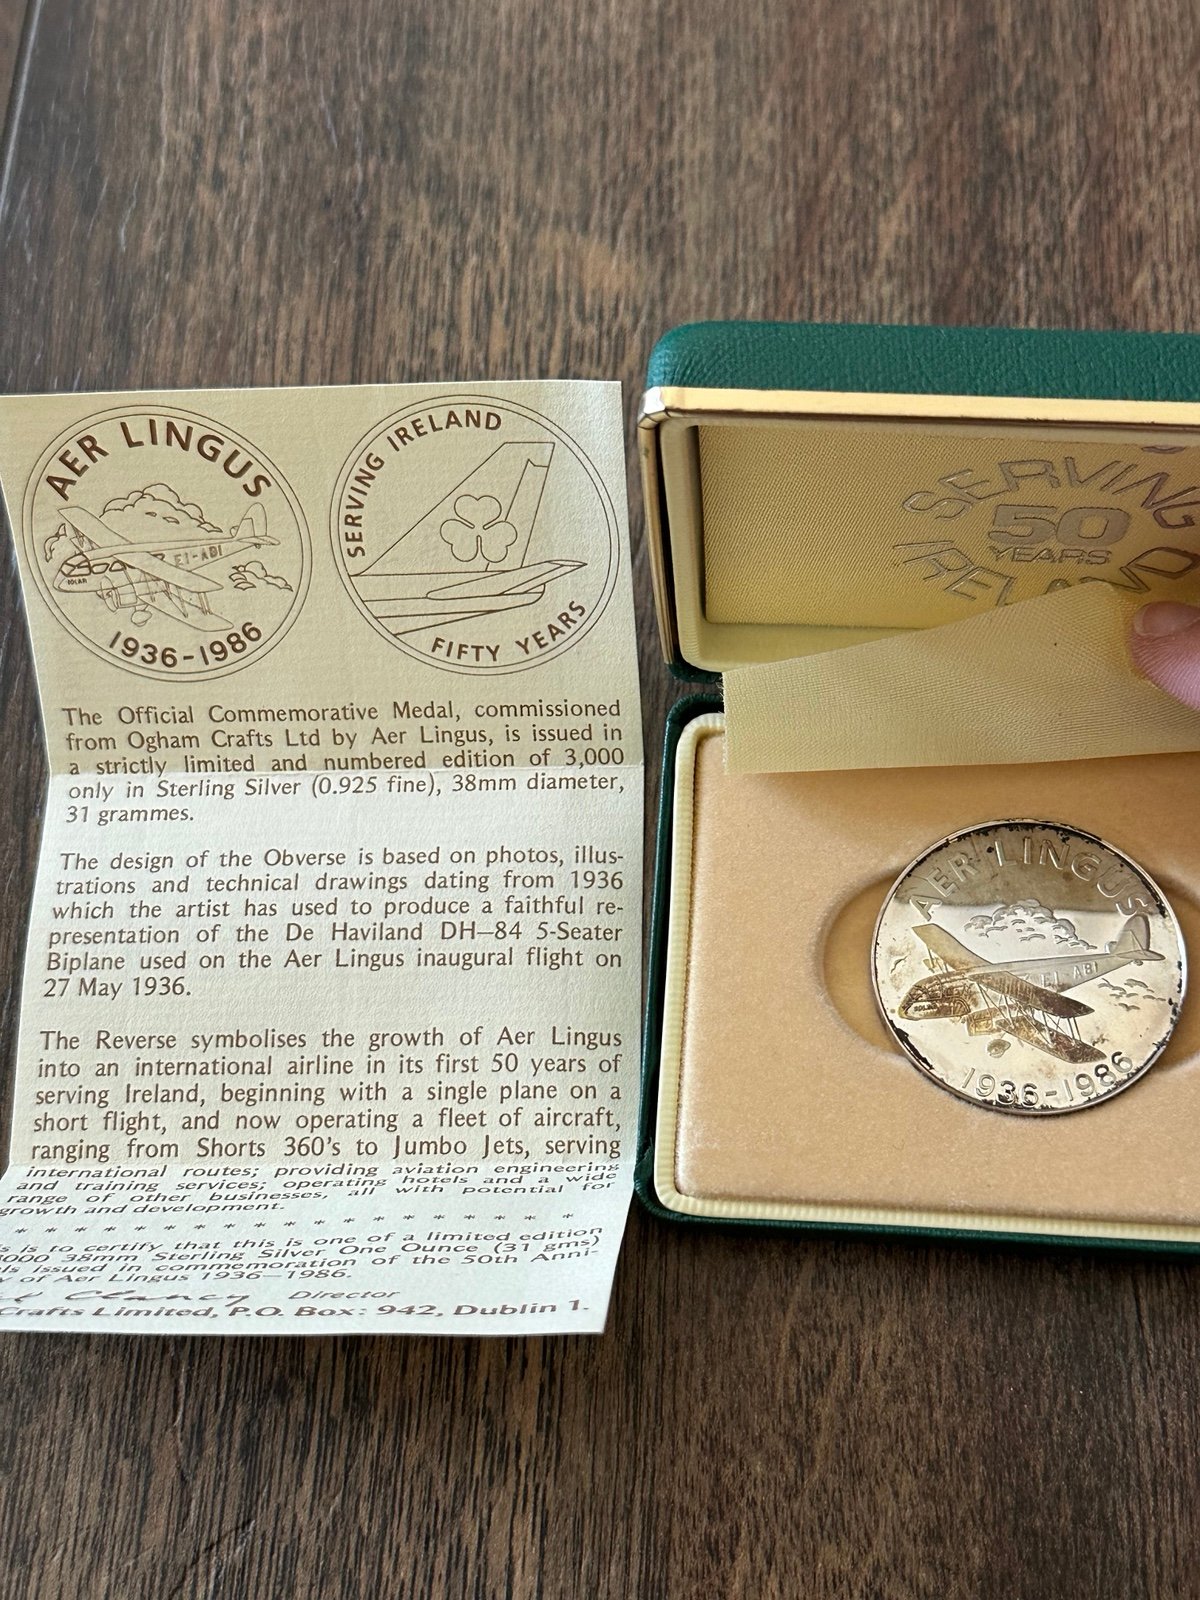 AER LINGUS
EI-ABI
1936-1986
SERVING IRELAND
FIFTY YEARS
The Official Commemorative Medal, commissioned
from Ogham Crafts Ltd by Aer Lingus, is issued in
a strictly limited and numbered edition of 3,000
only in Sterling Silver (0.925 fine), 38mm diameter,
31 grammes.
The design of the Obverse is based on photos, illus-
trations and technical drawings dating from 1936
which the artist has used to produce a faithful re-
presentation of the De Haviland DH—84 5-Seater
Biplane used on the Aer Lingus inaugural flight on
27 May 1936.
The Reverse symbolises the growth of Aer Lingus
into an international airline in its first 50 years of
serving Ireland, beginning with a single plane on a
short flight, and now operating a fleet of aircraft,
ranging from Shorts 360's to Jumbo Jets, serving
international routes; providing aviation engineering
and training services; operating hotels and a wide
range of other businesses, all with potential for
growth and development.
* * * * * * * * * * * * * * * * * * *
is to certify that this is one of a limited edition
3000 38mm Sterling Silver One Ounce (31 gms)
issued in commemoration of the 50th Anni-
of Aer Lingus 1936—1986.
Clancy Director
Crafts Limited, P.O. Box: 942, Dublin 1.
SERVING
50
YEARS
IRELAND
AER LINGUS
EI-ABI
1936-1986